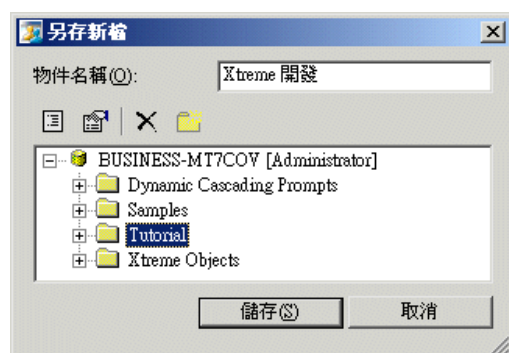 另存新檔
物件名稱(O):
Xtreme 開發
BUSINESS-MT7COV [Administrator]
Dynamic Cascading Prompts
Samples
Tutorial
Xtreme Objects
儲存(S)
取消